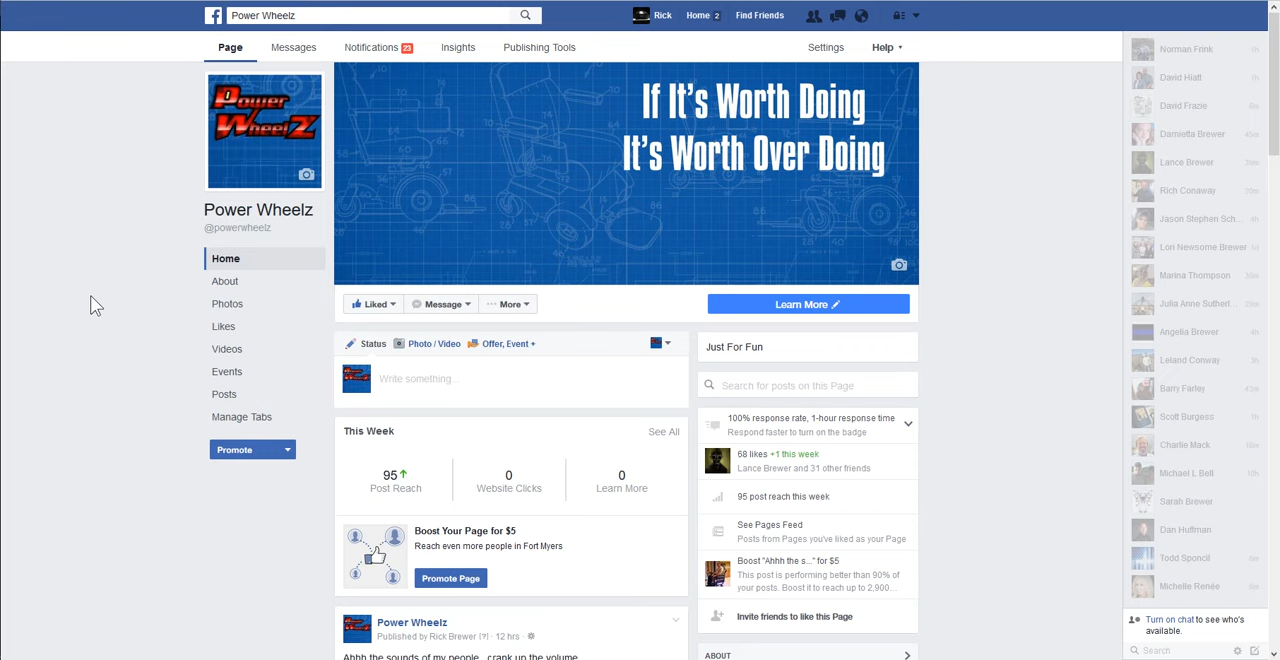 Power Wheelz
Rick
Home 2
Find Friends
Page
Messages
Notifications 23
Insights
Publishing Tools
Settings
Help
Power
Wheelz
If It's Worth Doing
It's Worth Over Doing
Power Wheelz
@powerwheelz
Home
About
Photos
Likes
Videos
Events
Posts
Manage Tabs
Promote
Liked
Message
More
Learn More
Status
Photo / Video
Offer, Event +
Write something...
This Week
See All
95
Post Reach
0
Website Clicks
0
Learn More
Boost Your Page for $5
Reach even more people in Fort Myers
Promote Page
Power Wheelz
Published by Rick Brewer [?] · 12 hrs ·
Ahhh the sounds of my people.. crank up the volume
Just For Fun
Search for posts on this Page
100% response rate, 1-hour response time
Respond faster to turn on the badge
68 likes +1 this week
Lance Brewer and 31 other friends
95 post reach this week
See Pages Feed
Posts from Pages you've liked as your Page
Boost "Ahhh the s..." for $5
This post is performing better than 90% of
your posts. Boost it to reach up to 2,900...
Invite friends to like this Page
ABOUT
Norman Frink 1h
David Hiatt 1h
David Frazie
Darnietta Brewer 45m
Lance Brewer
Rich Conaway
Jason Stephen Sch... 4h
Lori Newsome Brewer
Marina Thompson
Julia Anne Sutherl...
Angelia Brewer 4h
Leland Conway 3h
Barry Farley
Scott Burgess
Charlie Mack
Michael L Bell 10h
Sarah Brewer
Dan Huffman
Todd Sponcil
Michelle Renée
Turn on chat to see who's
available.
Search